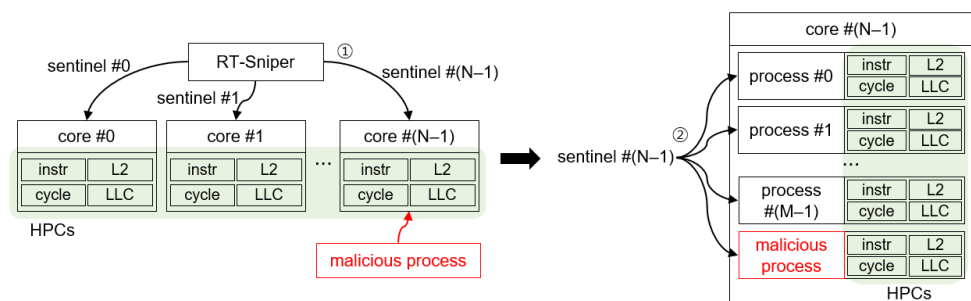 RT-Sniper
①
sentinel #0
sentinel #1
sentinel #(N–1)
core #0
instr L2
cycle LLC
core #1
instr L2
cycle LLC
...
core #(N–1)
instr L2
cycle LLC
HPCs
malicious process
sentinel #(N–1)
②
core #(N–1)
process #0
instr L2
cycle LLC
process #1
instr L2
cycle LLC
...
process
#(M–1)
instr L2
cycle LLC
malicious
process
instr L2
cycle LLC
HPCs